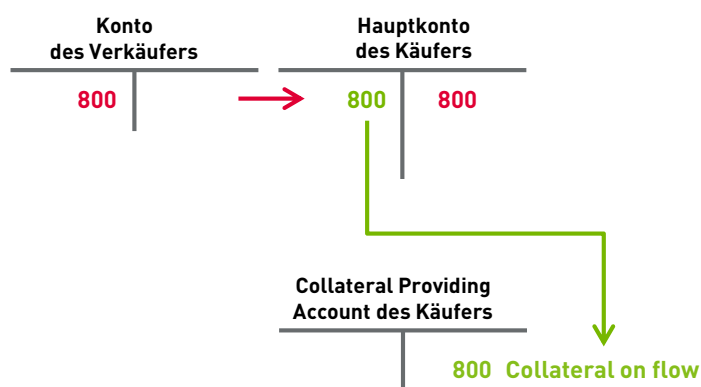 Konto
des Verkäufers
Hauptkonto
des Käufers
800
800
800
Collateral Providing
Account des Käufers
800 Collateral on flow